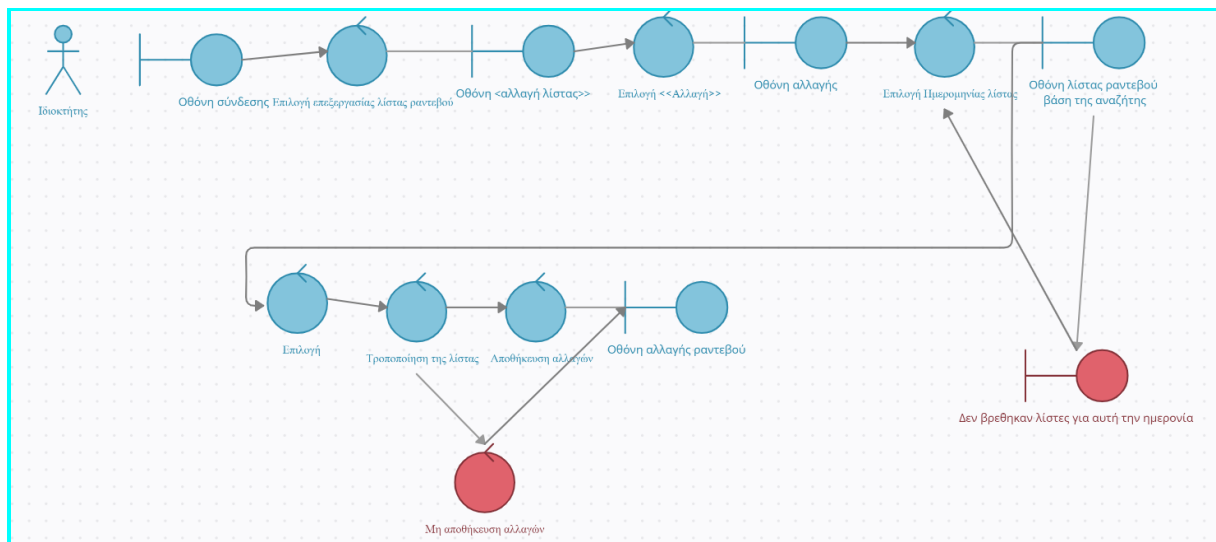 Ιδιοκτήτης
Οθόνη σύνδεσης
Επιλογή επεξεργασίας λίστας ραντεβού
Οθόνη <αλλαγή λίστας>>
Επιλογή <<Αλλαγή>>
Οθόνη αλλαγής
Επιλογή Ημερομηνίας λίστας
Οθόνη λίστας ραντεβού
βάση της αναζήτης
Επιλογή
Τροποποίηση της λίστας
Αποθήκευση αλλαγών
Οθόνη αλλαγής ραντεβού
Δεν βρεθηκαν λίστες για αυτή την ημερονία
Μη αποθήκευση αλλαγών